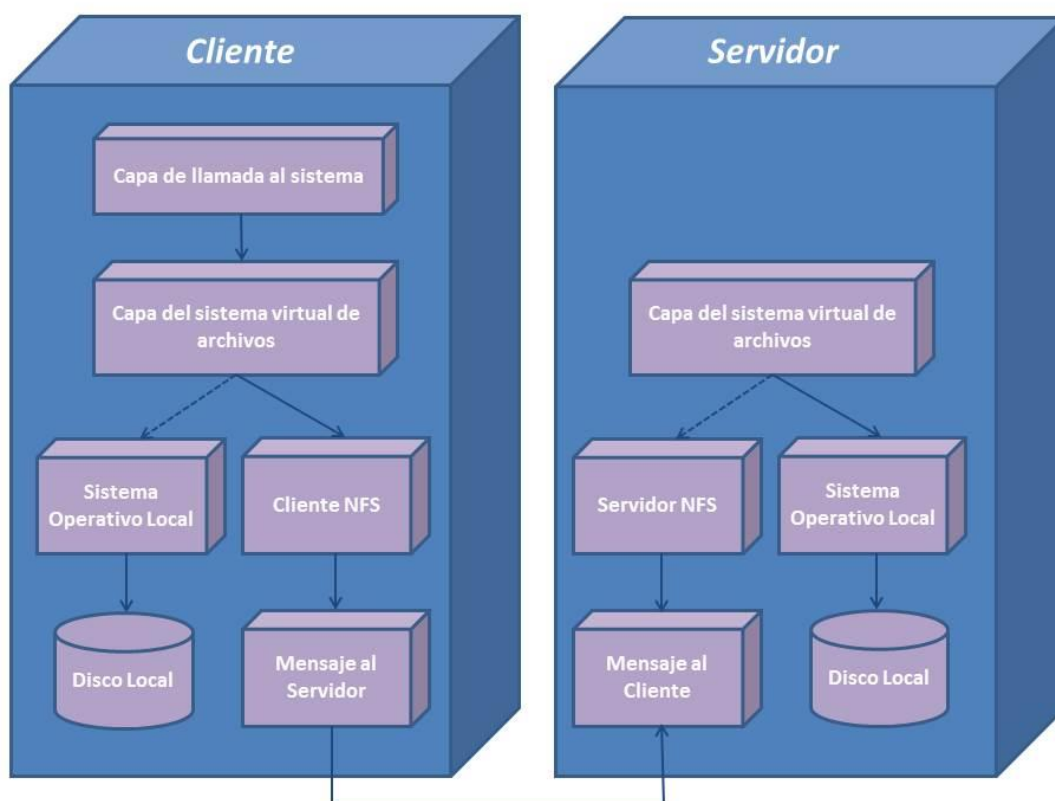 Cliente
Capa de llamada al sistema
Capa del sistema virtual de
archivos
Sistema
Operativo Local
Cliente NFS
Disco Local
Mensaje al
Servidor
Servidor
Capa del sistema virtual de
archivos
Servidor NFS
Sistema
Operativo Local
Mensaje al
Cliente
Disco Local